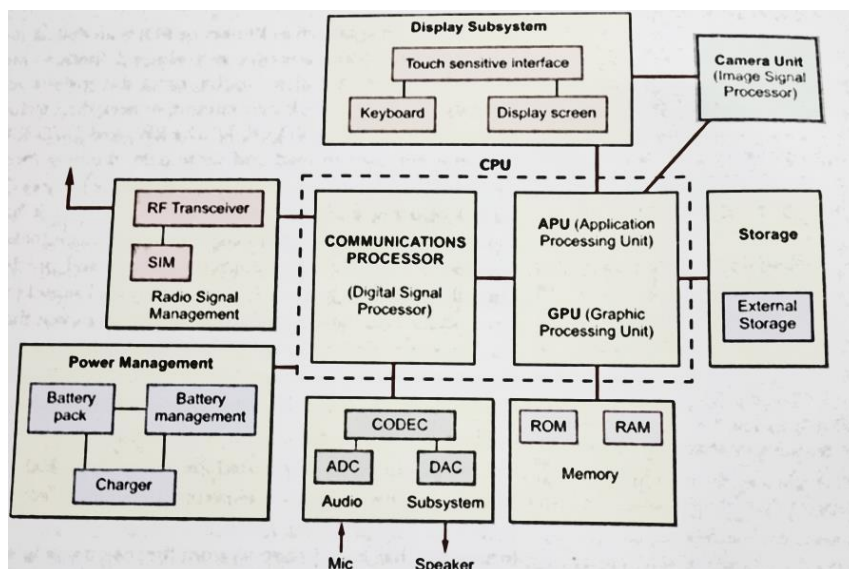 Display Subsystem
Touch sensitive interface
Keyboard
Display screen
Camera Unit
(Image Signal
Processor)
CPU
RF Transceiver
SIM
Radio Signal
Management
COMMUNICATIONS
PROCESSOR
(Digital Signal
Processor)
APU (Application
Processing Unit)
GPU (Graphic
Processing Unit)
Storage
External
Storage
Power Management
Battery
pack
Battery
management
Charger
CODEC
ADC
DAC
Audio
Subsystem
Mic
Speaker
ROM
RAM
Memory